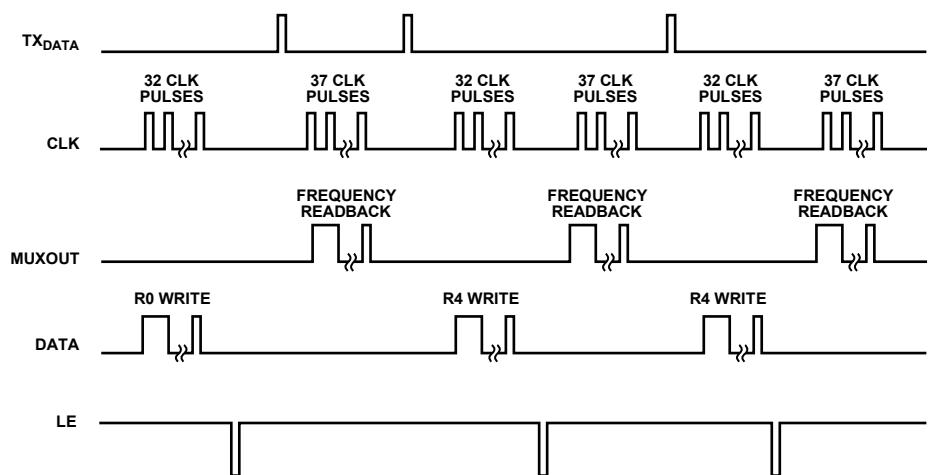 TXDATA
32 CLK
PULSES
37 CLK
PULSES
32 CLK
PULSES
37 CLK
PULSES
32 CLK
PULSES
37 CLK
PULSES
CLK
FREQUENCY
READBACK
FREQUENCY
READBACK
FREQUENCY
READBACK
MUXOUT
R0 WRITE
R4 WRITE
R4 WRITE
DATA
LE